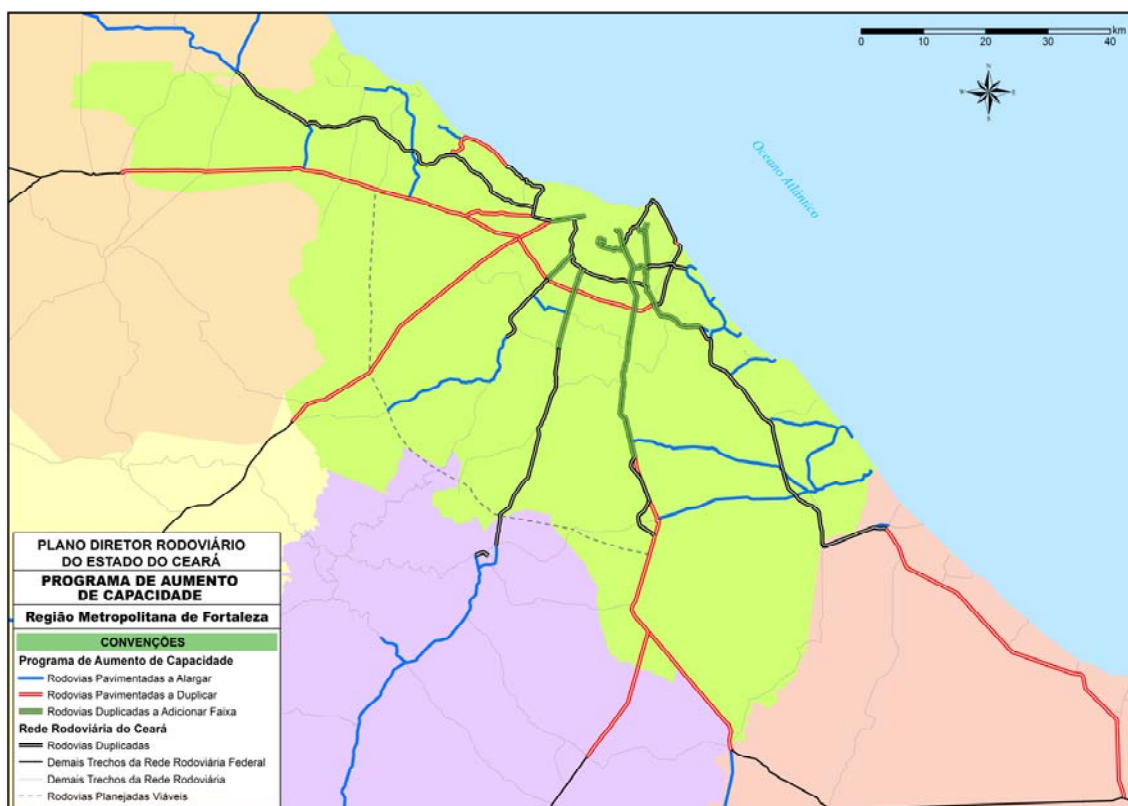 km
0 10 20 30 40
N
W E
S
Oceano Atlântico
PLANO DIRETOR RODOVIÁRIO
DO ESTADO DO CEARÁ
PROGRAMA DE AUMENTO
DE CAPACIDADE
Região Metropolitana de Fortaleza
CONVENÇÕES
Programa de Aumento de Capacidade
Rodovias Pavimentadas a Alargar
Rodovias Pavimentadas a Duplicar
Rodovias Duplicadas a Adicionar Faixa
Rede Rodoviária do Ceará
Rodovias Duplicadas
Demais Trechos da Rede Rodoviária Federal
Demais Trechos da Rede Rodoviária
Rodovias Planejadas Viáveis